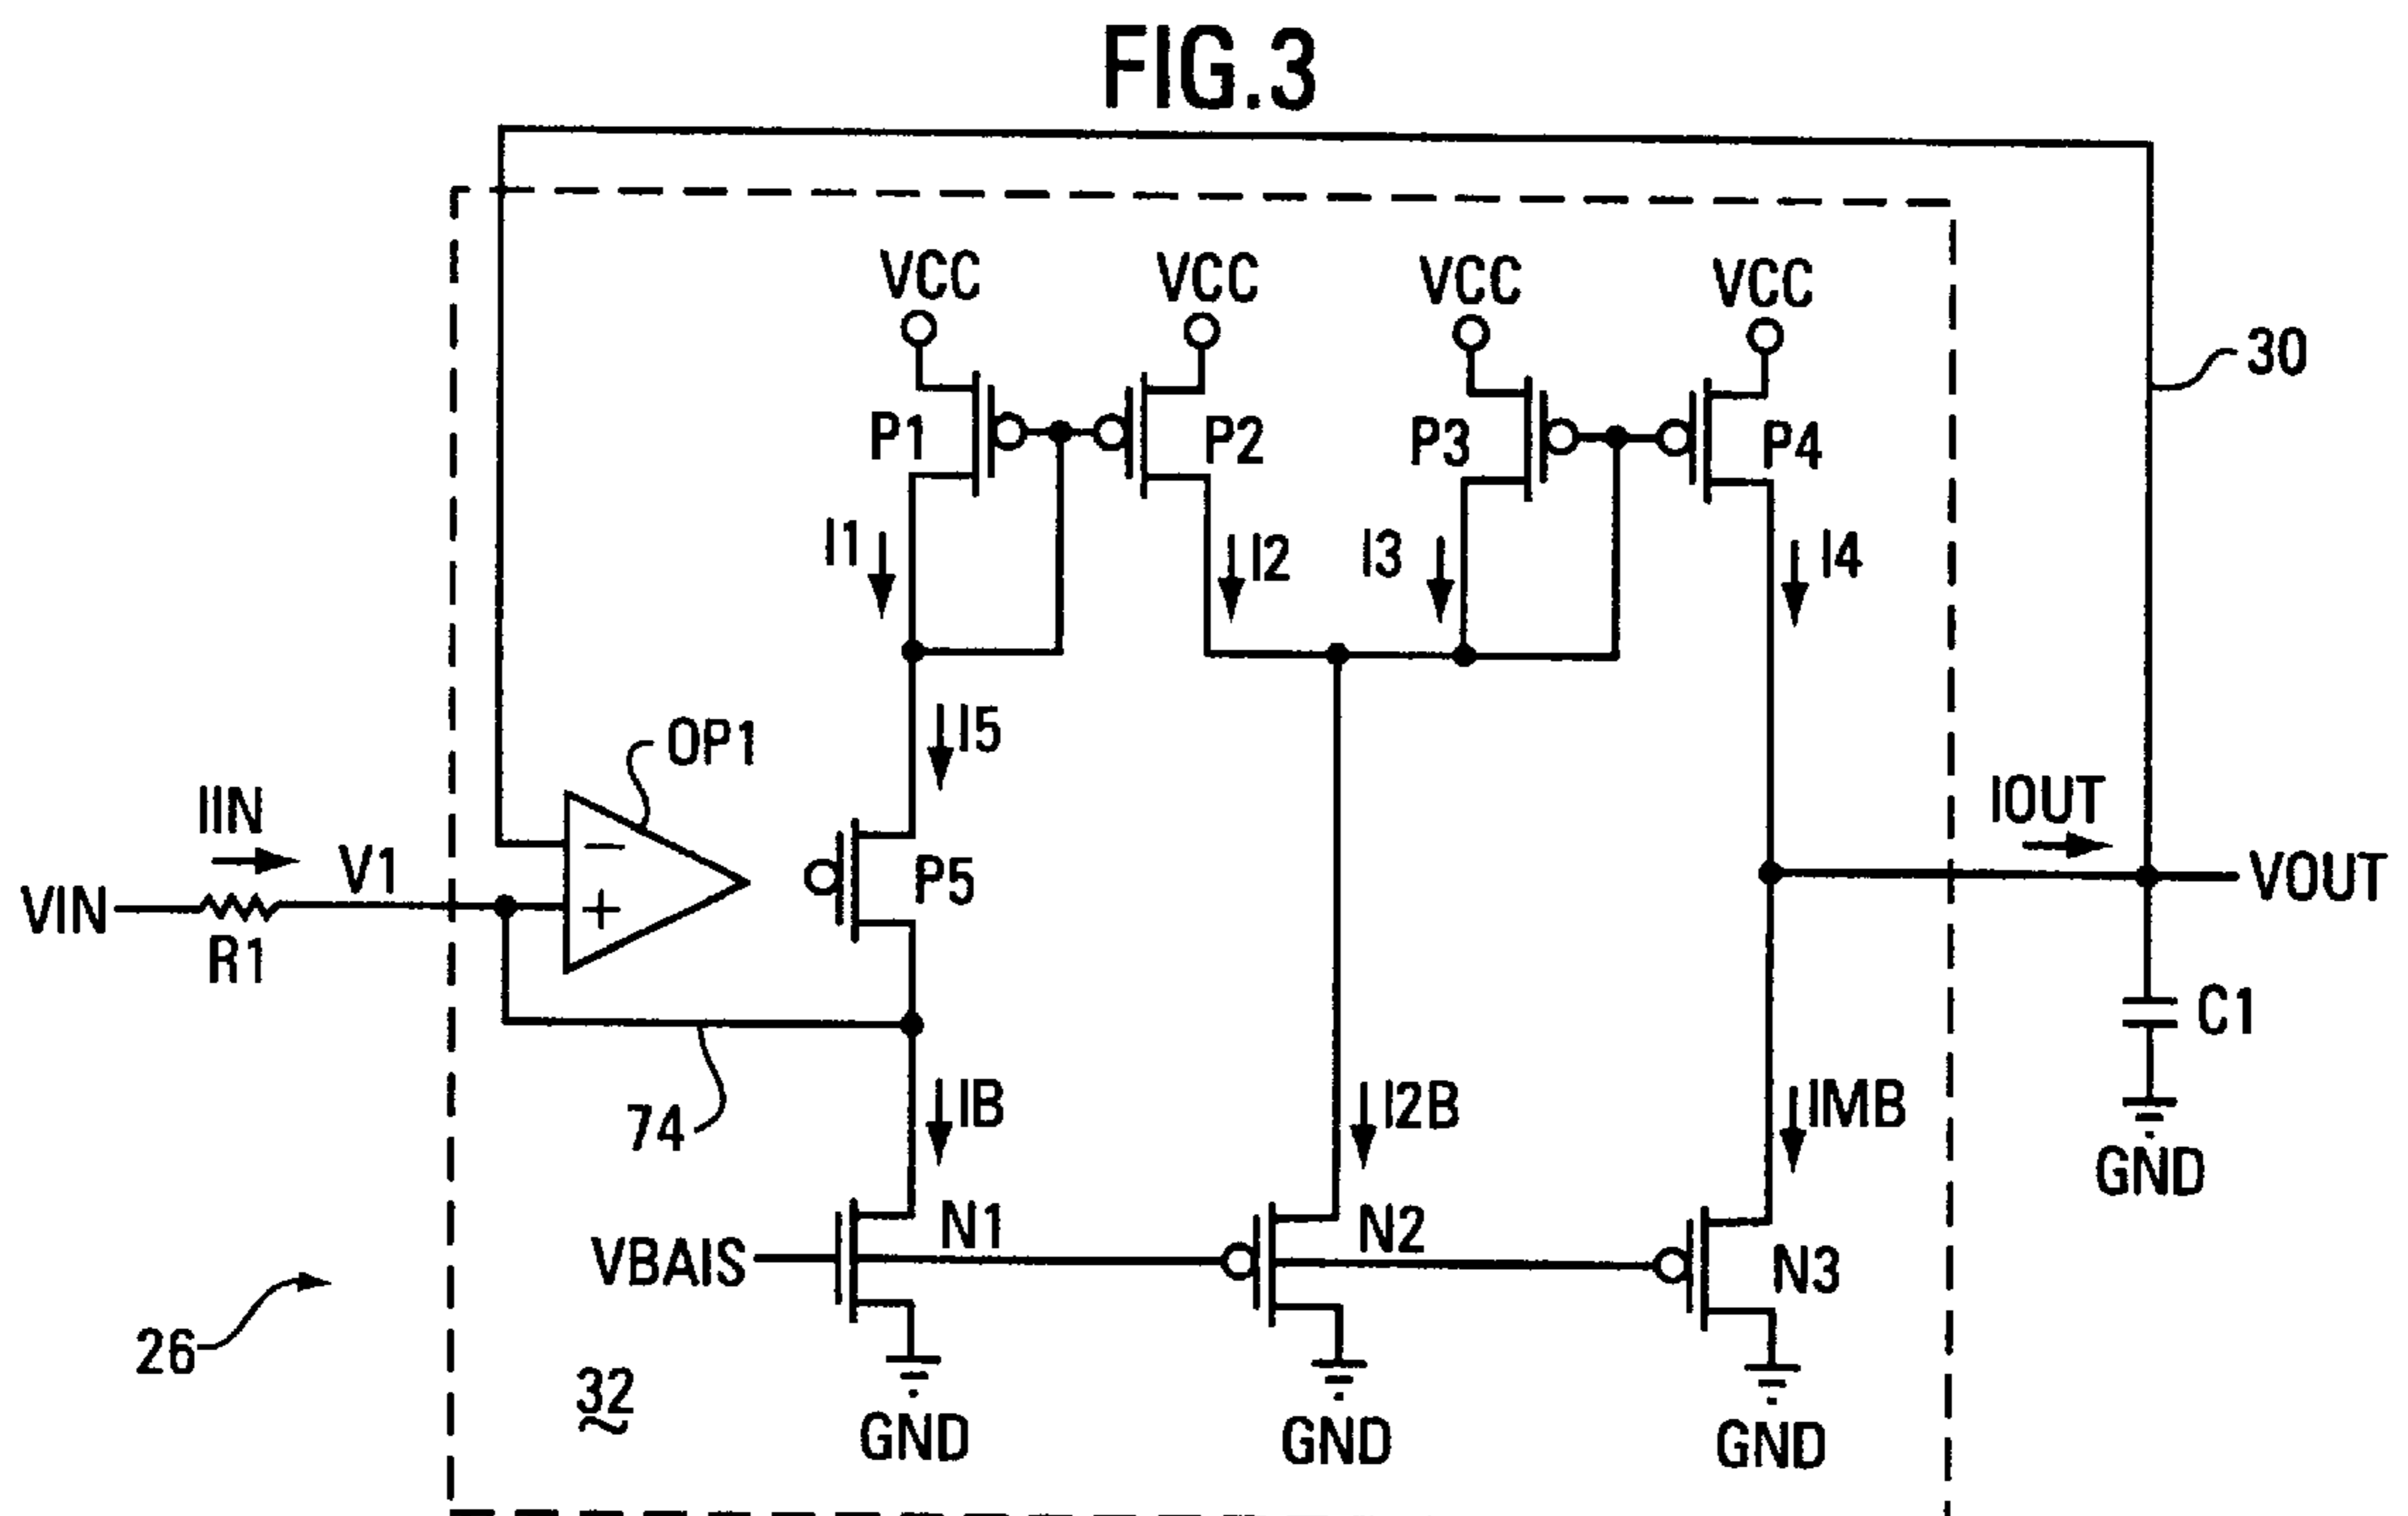 FIG.3
VCC VCC VCC VCC
30
P1 P2 P3 P4
I1 I2 I3 I4
OP1 I5
IIN V1 IOUT
VIN R1 − + P5 VOUT
C1
74 IB I2B IMB
GND
VBAIS N1 N2 N3
26
32
GND GND GND